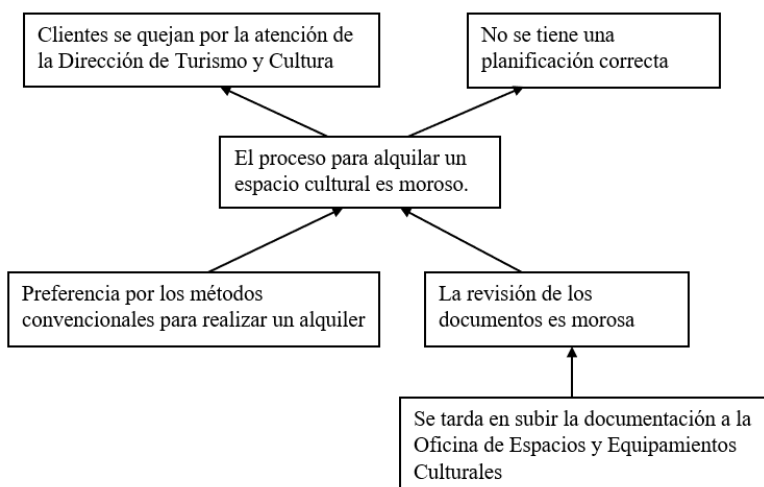 Clientes se quejan por la atención de
la Dirección de Turismo y Cultura
No se tiene una
planificación correcta
El proceso para alquilar un
espacio cultural es moroso.
Preferencia por los métodos
convencionales para realizar un alquiler
La revisión de los
documentos es morosa
Se tarda en subir la documentación a la
Oficina de Espacios y Equipamientos
Culturales